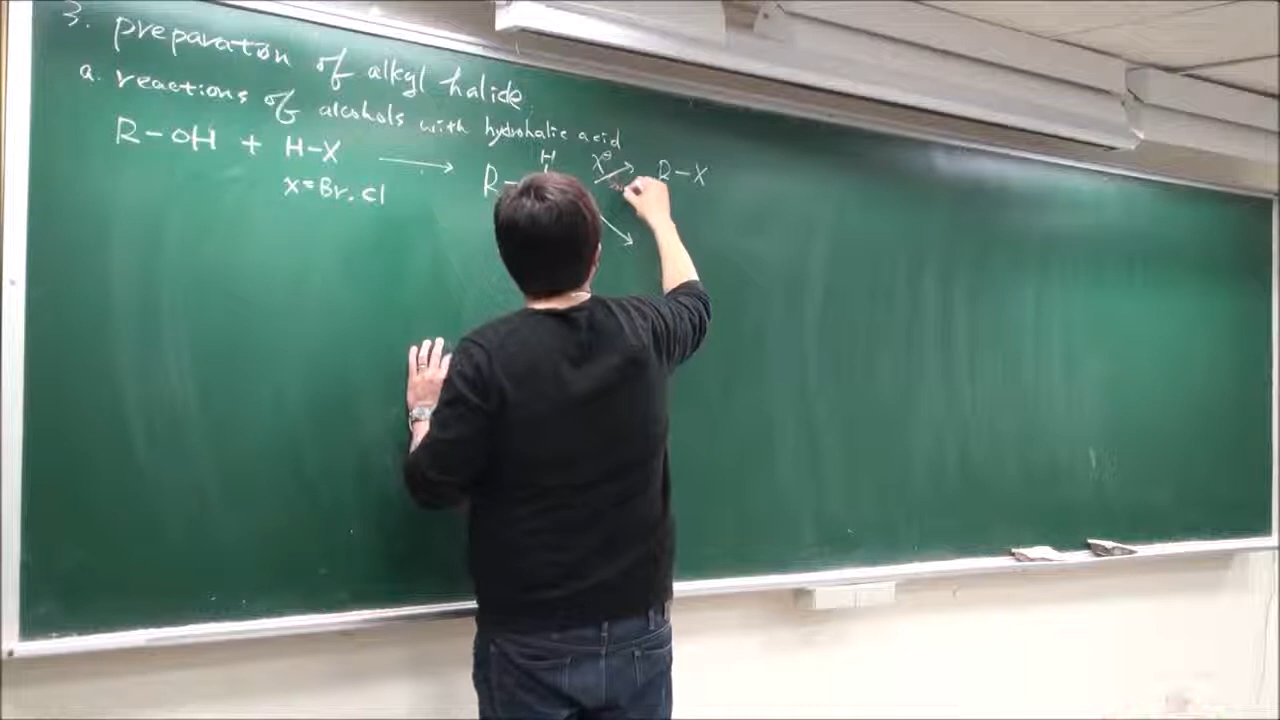 3. preparaton of alkyl halide
a. reactions of alcohols with hydrohalic acid
R-OH + H-X ⟶ R- H X⊖ R-X
X=Br.Cl